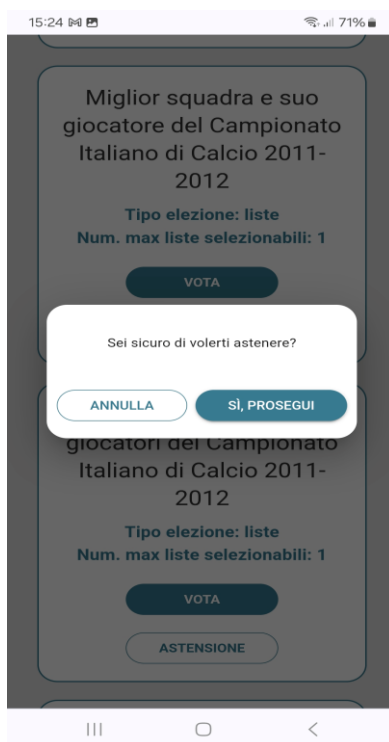 15:24
71%
Miglior squadra e suo
giocatore del Campionato
Italiano di Calcio 2011-
2012
Tipo elezione: liste
Num. max liste selezionabili: 1
VOTA
Sei sicuro di volerti astenere?
ANNULLA
SÌ, PROSEGUI
giocatori del Campionato
Italiano di Calcio 2011-
2012
Tipo elezione: liste
Num. max liste selezionabili: 1
VOTA
ASTENSIONE